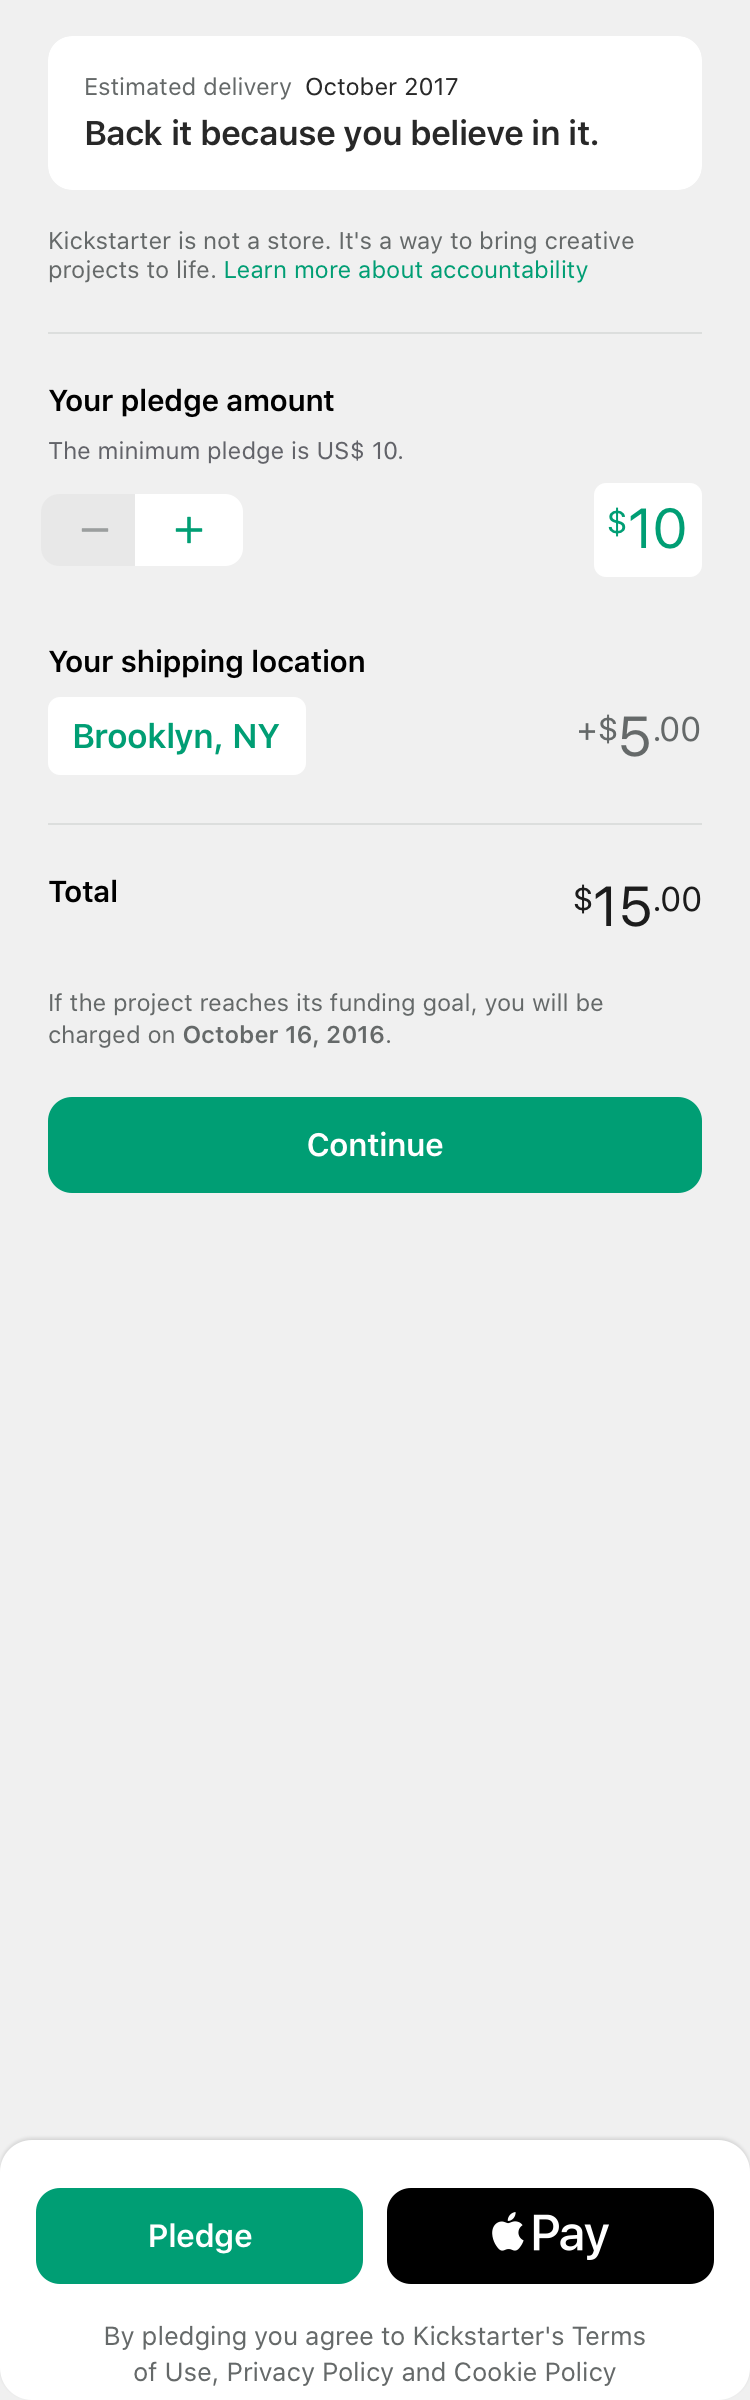 Estimated delivery October 2017
Back it because you believe in it.
Kickstarter is not a store. It's a way to bring creative
projects to life. Learn more about accountability
Your pledge amount
The minimum pledge is US$ 10.
− +
$10
Your shipping location
Brooklyn, NY
+$5.00
Total
$15.00
If the project reaches its funding goal, you will be
charged on October 16, 2016.
Continue
Pledge
Pay
By pledging you agree to Kickstarter's Terms
of Use, Privacy Policy and Cookie Policy